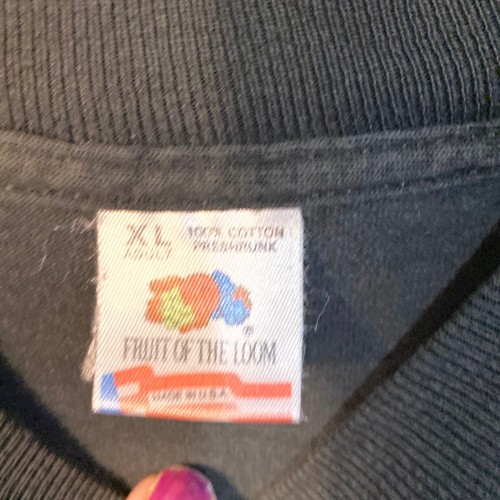 XL 100% COTTON
ADULT PRESHRUNK
FRUIT OF THE LOOM
®
MADE IN U.S.A.